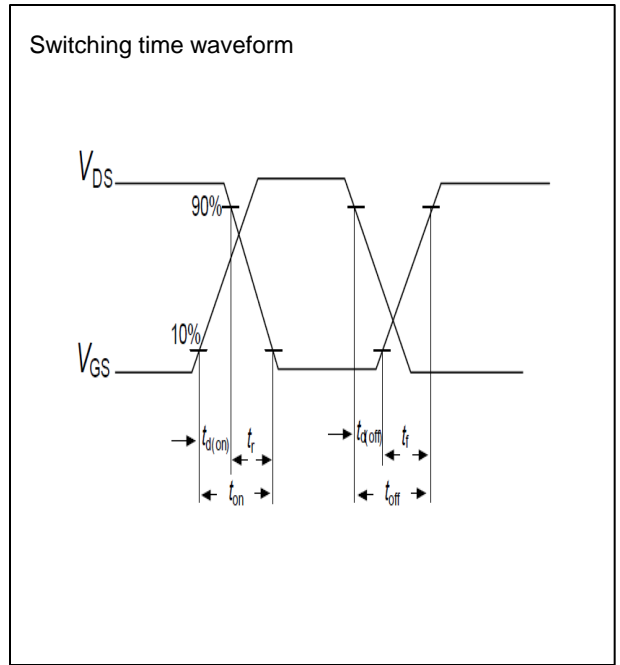 Switching time waveform
VDS
90%
10%
VGS
td(on) tr td(off) tf
ton toff